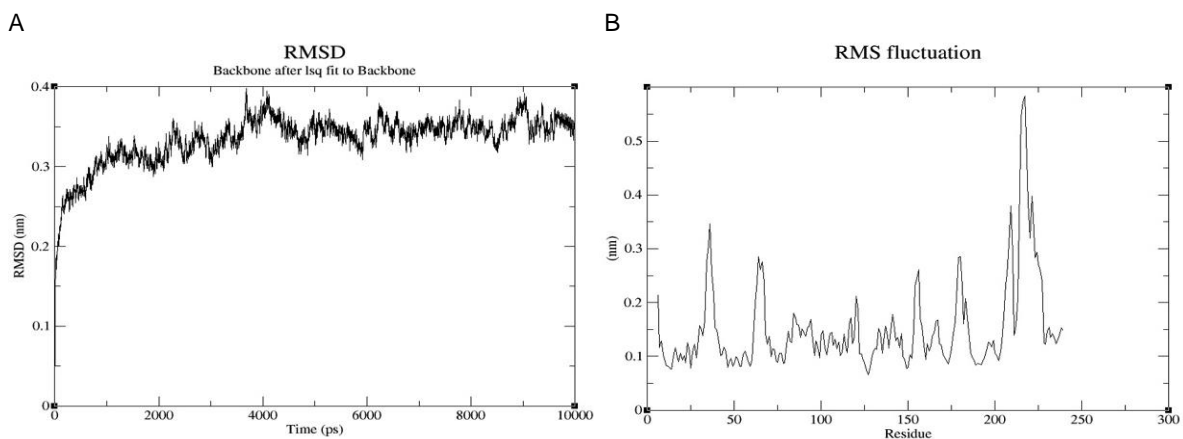 A
RMSD
Backbone after lsq fit to Backbone
0.4
0.3
0.2
0.1
0
RMSD (nm)
0 2000 4000 6000 8000 10000
Time (ps)
B
RMS fluctuation
0.5
0.4
0.3
0.2
0.1
0
(nm)
0 50 100 150 200 250 300
Residue